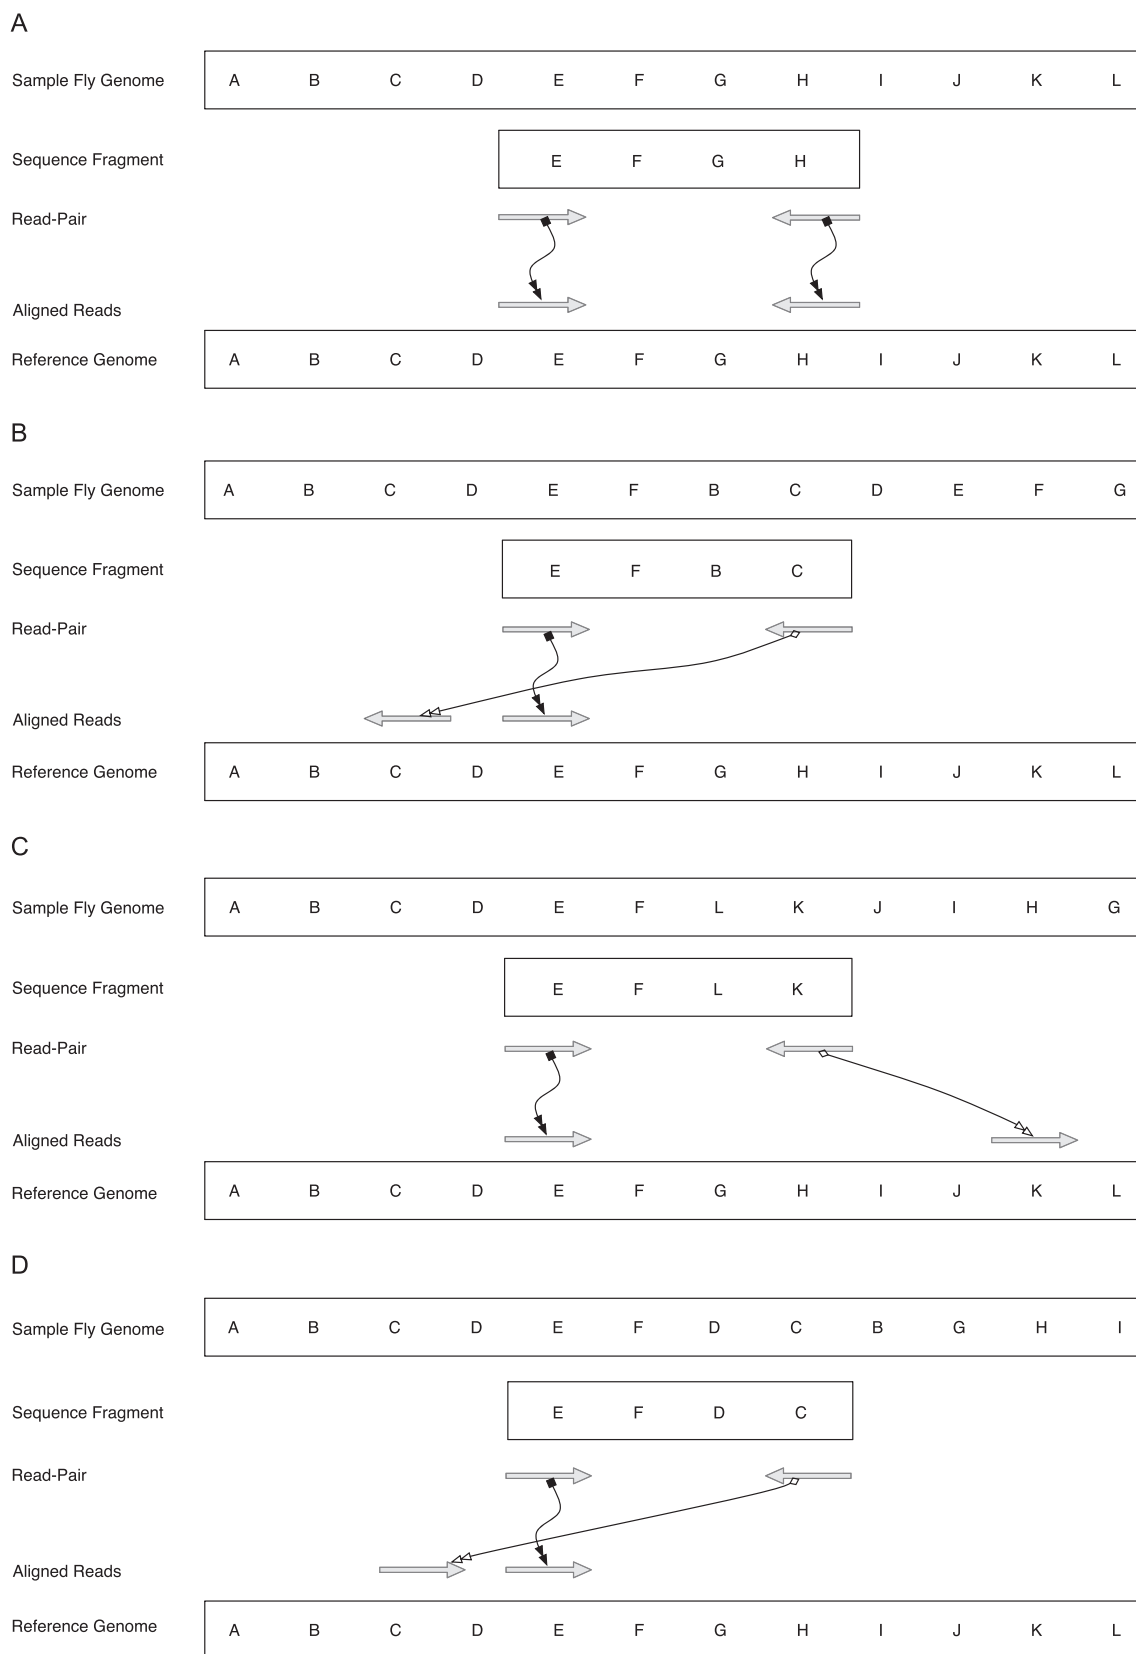 A
Sample Fly Genome A B C D E F G H I J K L
Sequence Fragment E F G H
Read-Pair
Aligned Reads
Reference Genome A B C D E F G H I J K L
B
Sample Fly Genome A B C D E F B C D E F G
Sequence Fragment E F B C
Read-Pair
Aligned Reads
Reference Genome A B C D E F G H I J K L
C
Sample Fly Genome A B C D E F L K J I H G
Sequence Fragment E F L K
Read-Pair
Aligned Reads
Reference Genome A B C D E F G H I J K L
D
Sample Fly Genome A B C D E F D C B G H I
Sequence Fragment E F D C
Read-Pair
Aligned Reads
Reference Genome A B C D E F G H I J K L